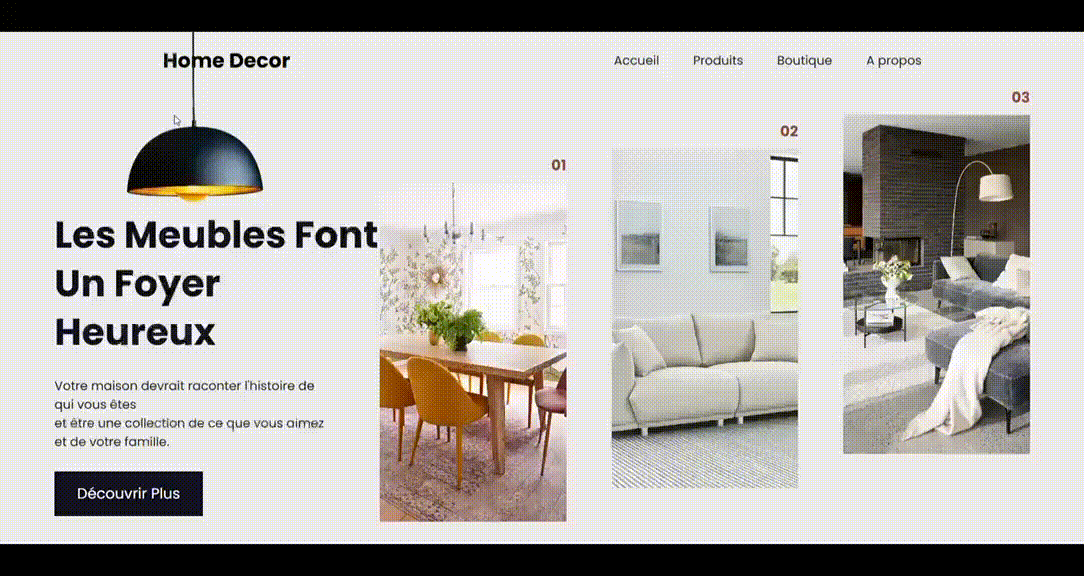 Home Decor
Accueil
Produits
Boutique
A propos
01
02
03
Les Meubles Font
Un Foyer
Heureux
Votre maison devrait raconter l'histoire de
qui vous êtes
et être une collection de ce que vous aimez
et de votre famille.
Découvrir Plus